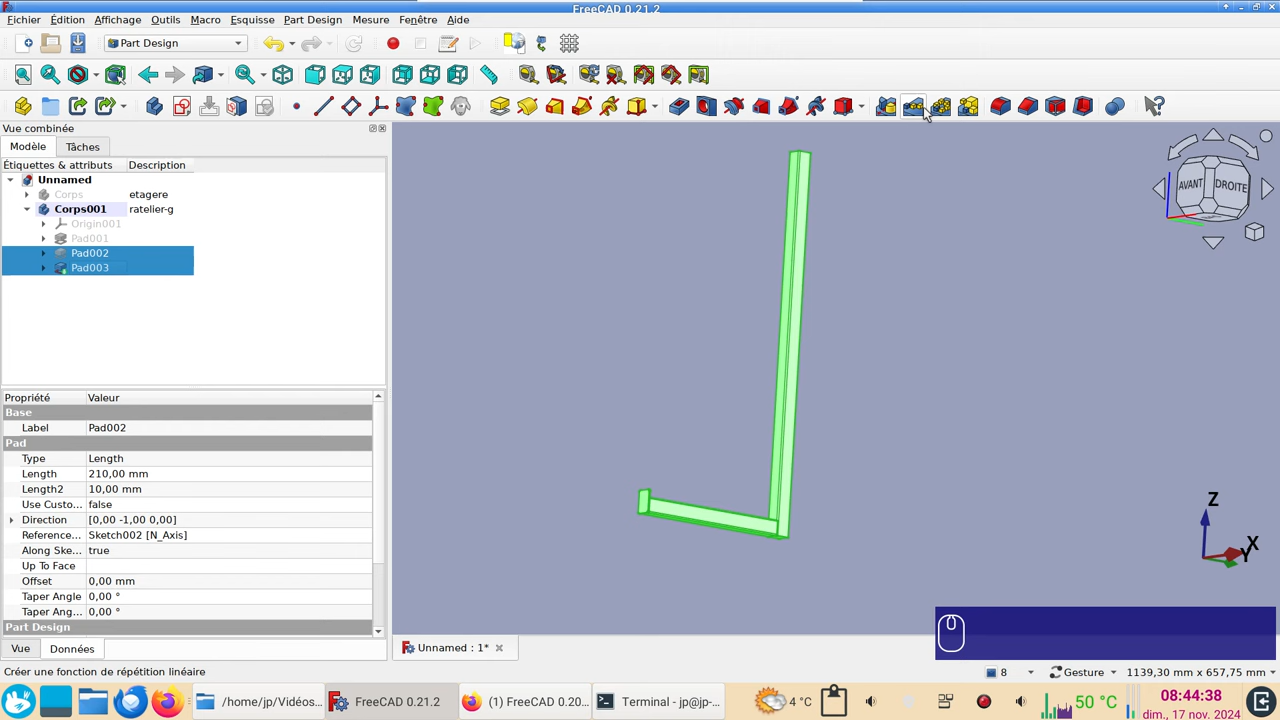 FreeCAD 0.21.2
Fichier Édition Affichage Outils Macro Esquisse Part Design Mesure Fenêtre Aide
Part Design
Vue combinée
Modèle Tâches
Étiquettes & attributs Description
Unnamed
Corps etagere
Corps001 ratelier-g
Origin001
Pad001
Pad002
Pad003
AVANT DROITE
Propriété Valeur
Base
Label Pad002
Pad
Type Length
Length 210,00 mm
Length2 10,00 mm
Use Custo... false
Direction [0,00 -1,00 0,00]
Reference... Sketch002 [N_Axis]
Along Ske... true
Up To Face
Offset 0,00 mm
Taper Angle 0,00 °
Taper Ang... 0,00 °
Part Design
Z
X
Y
Vue Données
Unnamed : 1*
Créer une fonction de répétition linéaire
8 Gesture 1139,30 mm x 657,75 mm
/home/jp/Vidéos... FreeCAD 0.21.2 (1) FreeCAD 0.20... Terminal - jp@jp-... 4 °C 50 °C
08:44:38
dim., 17 nov. 2024